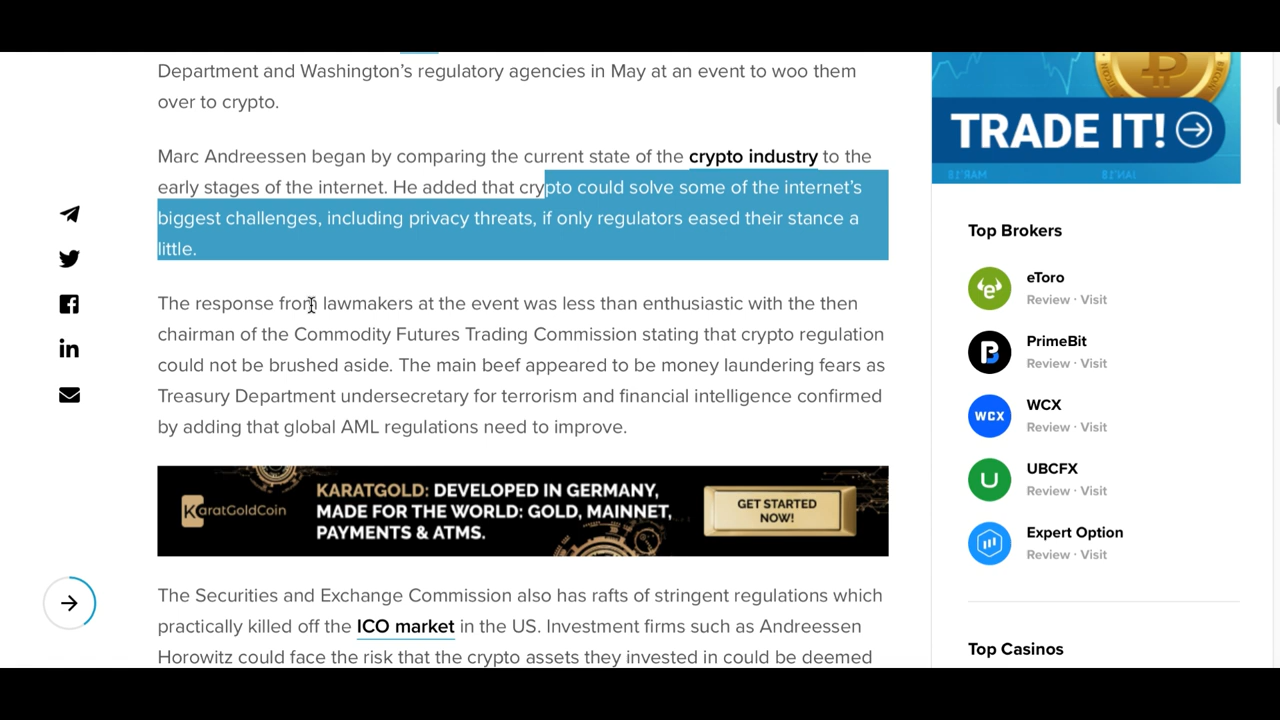 Department and Washington's regulatory agencies in May at an event to woo them
over to crypto.
Marc Andreessen began by comparing the current state of the crypto industry to the
early stages of the internet. He added that crypto could solve some of the internet's
biggest challenges, including privacy threats, if only regulators eased their stance a
little.
The response from lawmakers at the event was less than enthusiastic with the then
chairman of the Commodity Futures Trading Commission stating that crypto regulation
could not be brushed aside. The main beef appeared to be money laundering fears as
Treasury Department undersecretary for terrorism and financial intelligence confirmed
by adding that global AML regulations need to improve.
KaratGoldCoin
KARATGOLD: DEVELOPED IN GERMANY,
MADE FOR THE WORLD: GOLD, MAINNET,
PAYMENTS & ATMS.
GET STARTED
NOW!
The Securities and Exchange Commission also has rafts of stringent regulations which
practically killed off the ICO market in the US. Investment firms such as Andreessen
Horowitz could face the risk that the crypto assets they invested in could be deemed
TRADE IT!
Top Brokers
eToro
Review · Visit
PrimeBit
Review · Visit
WCX
WCX
Review · Visit
U
UBCFX
Review · Visit
Expert Option
Review · Visit
Top Casinos